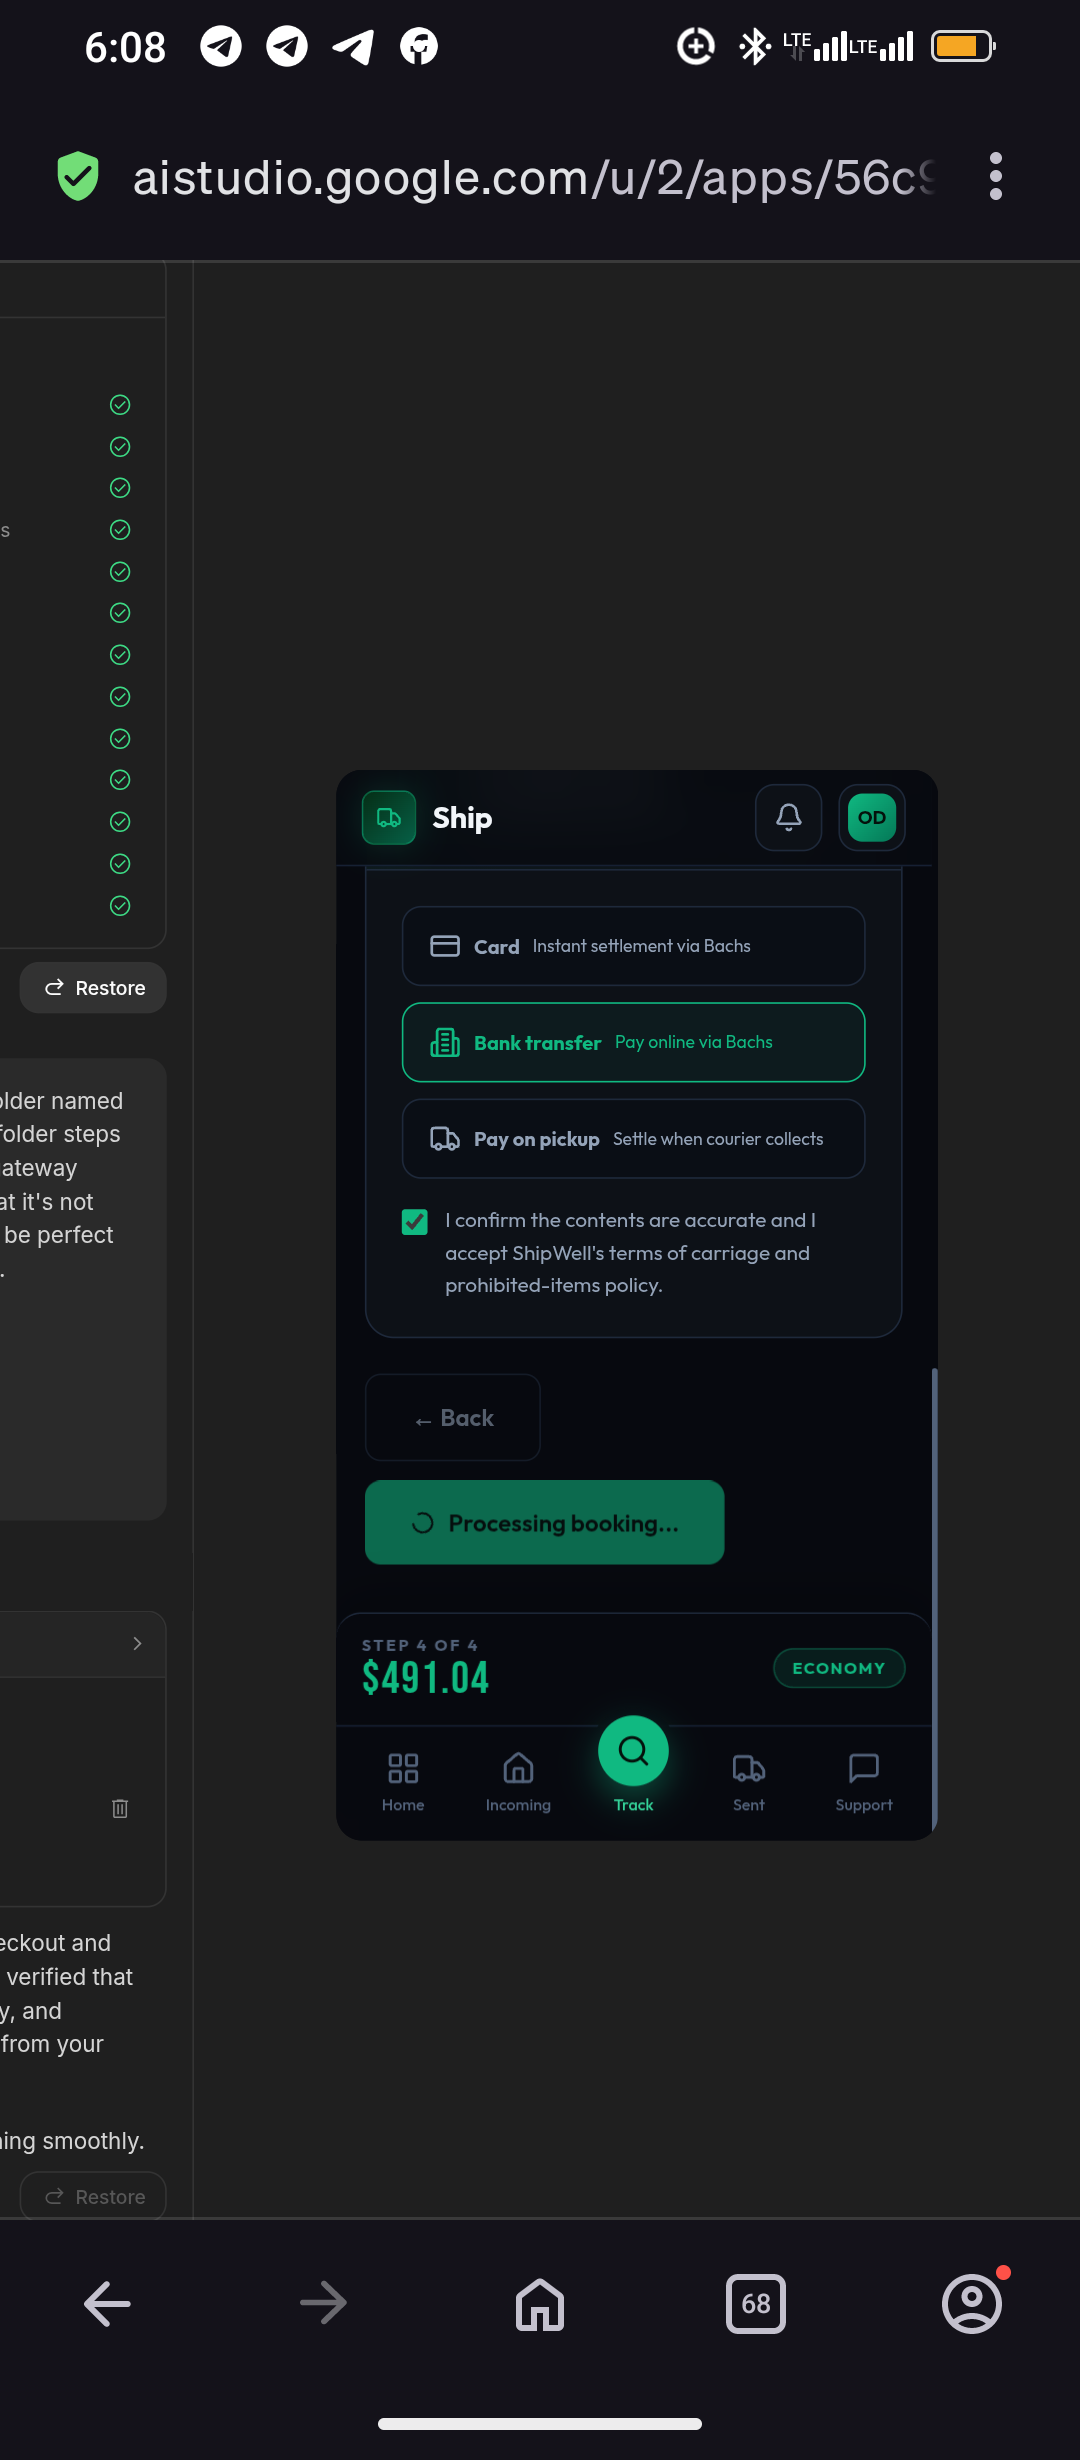 6:08
LTE
LTE
aistudio.google.com/u/2/apps/56c9
s
Restore
older named
folder steps
ateway
at it's not
be perfect
.
eckout and
verified that
y, and
from your
ning smoothly.
Restore
Ship
OD
Card Instant settlement via Bachs
Bank transfer Pay online via Bachs
Pay on pickup Settle when courier collects
I confirm the contents are accurate and I
accept ShipWell's terms of carriage and
prohibited-items policy.
← Back
Processing booking...
STEP 4 OF 4
$491.04
ECONOMY
Home
Incoming
Track
Sent
Support
68